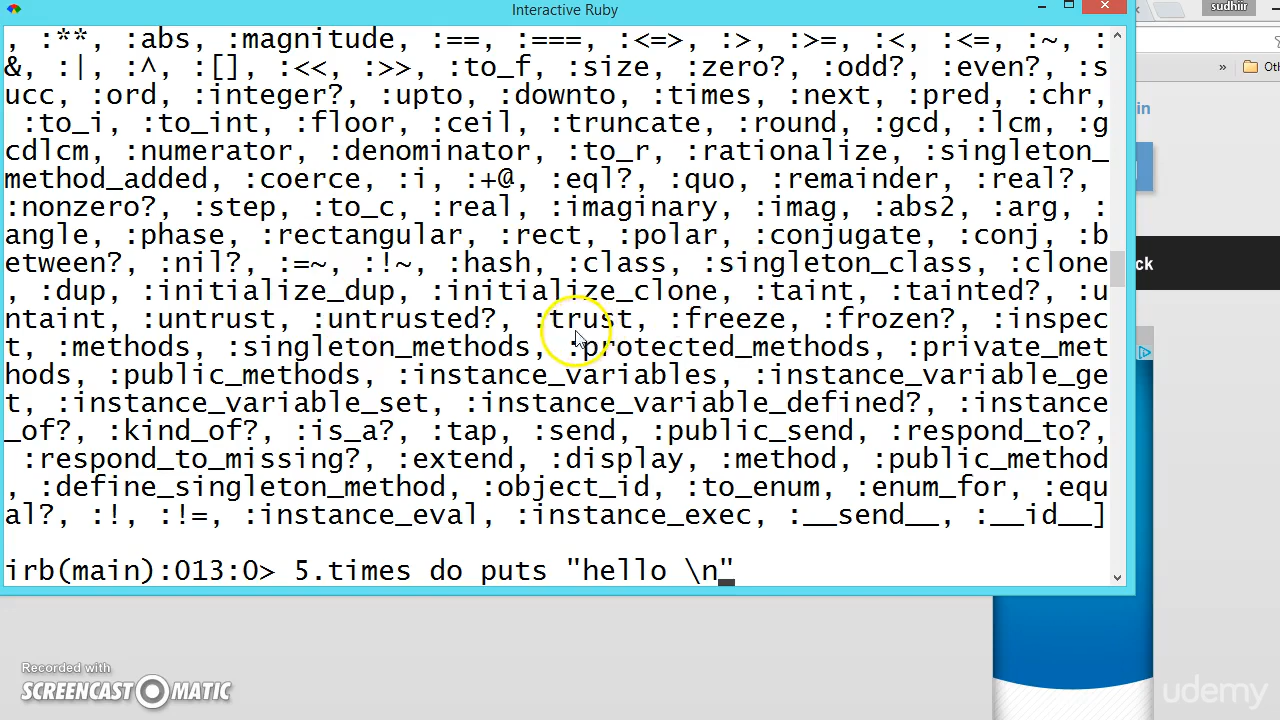 Interactive Ruby
sudhiir
, :**, :abs, :magnitude, :==, :===, :<=>, :>, :>=, :<, :<=, :~, :
&, :|, :^, :[], :<<, :>>, :to_f, :size, :zero?, :odd?, :even?, :s
ucc, :ord, :integer?, :upto, :downto, :times, :next, :pred, :chr,
:to_i, :to_int, :floor, :ceil, :truncate, :round, :gcd, :lcm, :g
cdlcm, :numerator, :denominator, :to_r, :rationalize, :singleton_
method_added, :coerce, :i, :+@, :eql?, :quo, :remainder, :real?,
:nonzero?, :step, :to_c, :real, :imaginary, :imag, :abs2, :arg, :
angle, :phase, :rectangular, :rect, :polar, :conjugate, :conj, :b
etween?, :nil?, :=~, :!~, :hash, :class, :singleton_class, :clone
, :dup, :initialize_dup, :initialize_clone, :taint, :tainted?, :u
ntaint, :untrust, :untrusted?, :trust, :freeze, :frozen?, :inspec
t, :methods, :singleton_methods, :protected_methods, :private_met
hods, :public_methods, :instance_variables, :instance_variable_ge
t, :instance_variable_set, :instance_variable_defined?, :instance
_of?, :kind_of?, :is_a?, :tap, :send, :public_send, :respond_to?,
:respond_to_missing?, :extend, :display, :method, :public_method
, :define_singleton_method, :object_id, :to_enum, :enum_for, :equ
al?, :!, :!=, :instance_eval, :instance_exec, :__send__, :__id__]
irb(main):013:0> 5.times do puts "hello \n"
» Oth
in
ck
Recorded with
SCREENCAST O MATIC
udemy